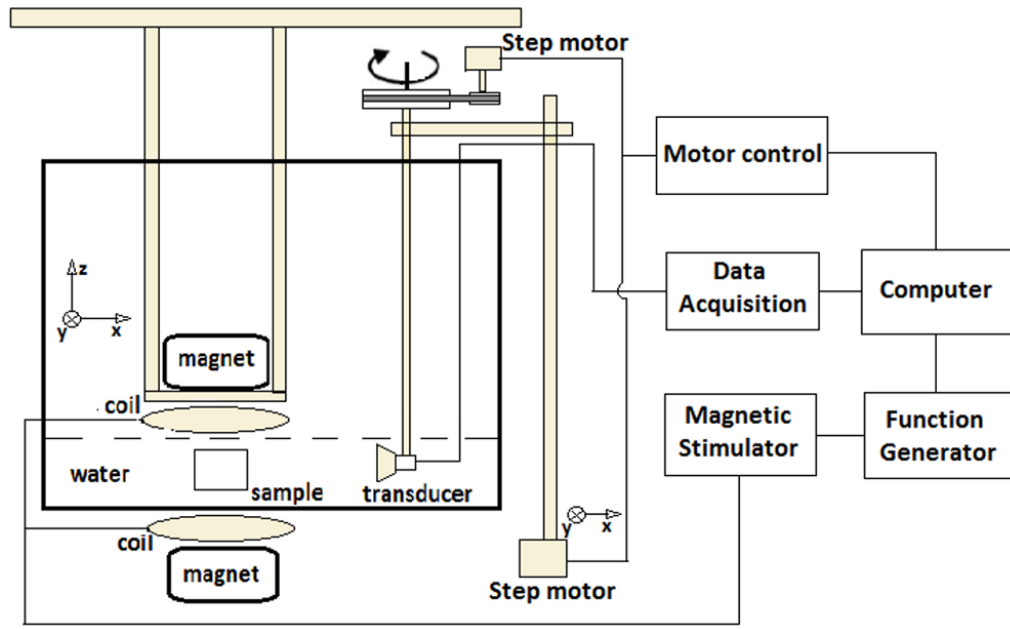 Step motor
Motor control
z
y
x
magnet
Data
Acquisition
Computer
coil
Magnetic
Stimulator
Function
Generator
water
sample
transducer
y
x
coil
magnet
Step motor